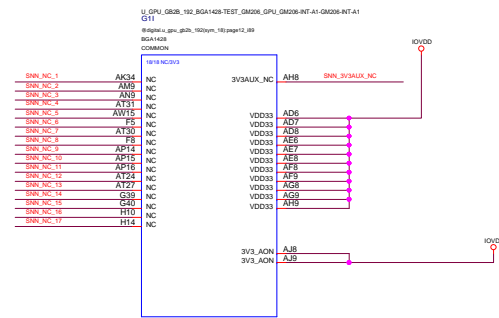 U_GPU_GB2B_192_BGA1428-TEST_GM206_GPU_GM206-INT-A1-GM206-INT-A1
G1I
@digital.u_gpu_gb2b_192(sym_18):page12_i89
BGA1428
COMMON
18/18 NC/3V3
IOVDD
SNN_NC_1 AK34 NC 3V3AUX_NC AH8 SNN_3V3AUX_NC
SNN_NC_2 AM9 NC
SNN_NC_3 AN9 NC
SNN_NC_4 AT31 NC
SNN_NC_5 AW15 NC VDD33 AD6
SNN_NC_6 F5 NC VDD33 AD7
SNN_NC_7 AT30 NC VDD33 AD8
SNN_NC_8 F8 NC VDD33 AE6
SNN_NC_9 AP14 NC VDD33 AE7
SNN_NC_10 AP15 NC VDD33 AE8
SNN_NC_11 AP16 NC VDD33 AF8
SNN_NC_12 AT24 NC VDD33 AF9
SNN_NC_13 AT27 NC VDD33 AG8
SNN_NC_14 G39 NC VDD33 AG9
SNN_NC_15 G40 NC VDD33 AH9
SNN_NC_16 H10 NC
SNN_NC_17 H14 NC
IOVDD
3V3_AON AJ8
3V3_AON AJ9